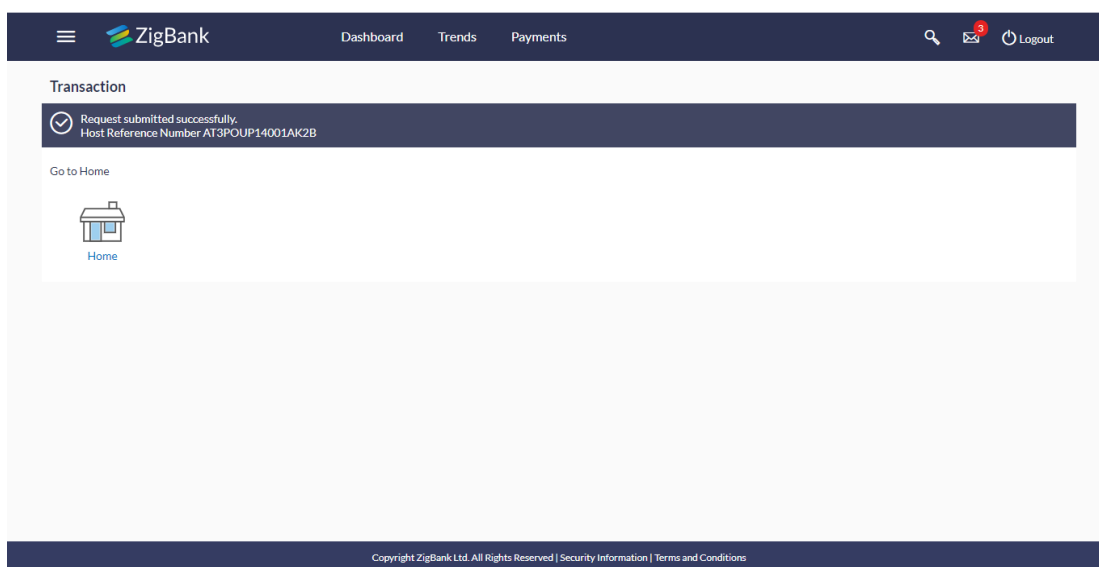 ZigBank Dashboard Trends Payments 3 Logout
Transaction
Request submitted successfully.
Host Reference Number AT3POUP14001AK2B
Go to Home
Home
Copyright ZigBank Ltd. All Rights Reserved | Security Information | Terms and Conditions